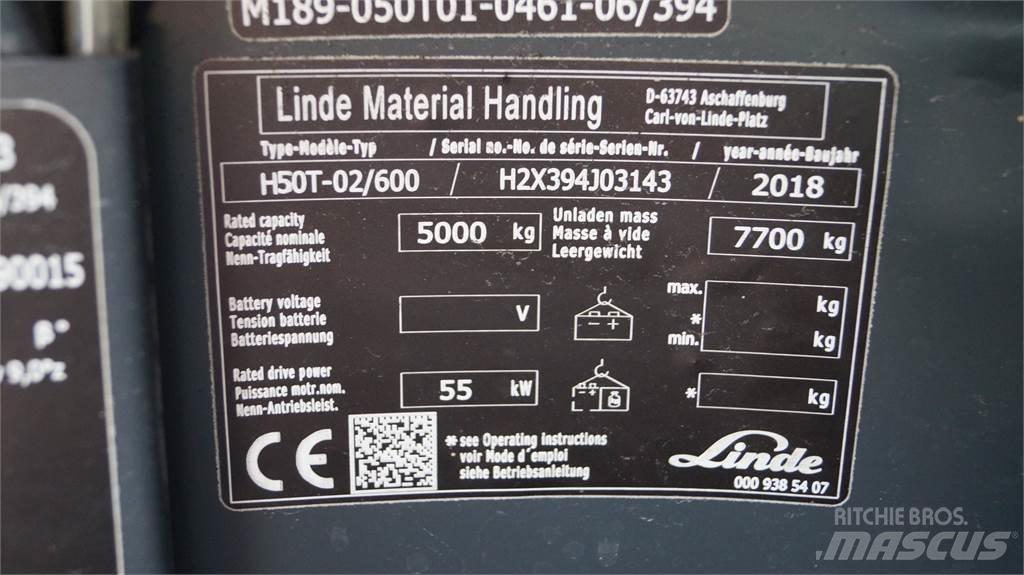 M189-050T01-0461-06/394
Linde Material Handling
D-63743 Aschaffenburg
Carl-von-Linde-Platz
Type-Modèle-Typ / Serial no.-No. de série-Serien-Nr. / year-année-Baujahr
H50T-02/600 / H2X394J03143 / 2018
Rated capacity
Capacité nominale
Nenn-Tragfähigkeit
5000 kg
Unladen mass
Masse à vide
Leergewicht
7700 kg
Battery voltage
Tension batterie
Batteriespannung
V
- +
max. kg
*
min. kg
Rated drive power
Puissance motr.nom.
Nenn-Antriebsleist.
55 kW
- +
* kg
CE
* see Operating instructions
voir Mode d'emploi
siehe Betriebsanleitung
Linde
000 938 54 07
3
/394
90015
RITCHIE BROS.
MASCUS